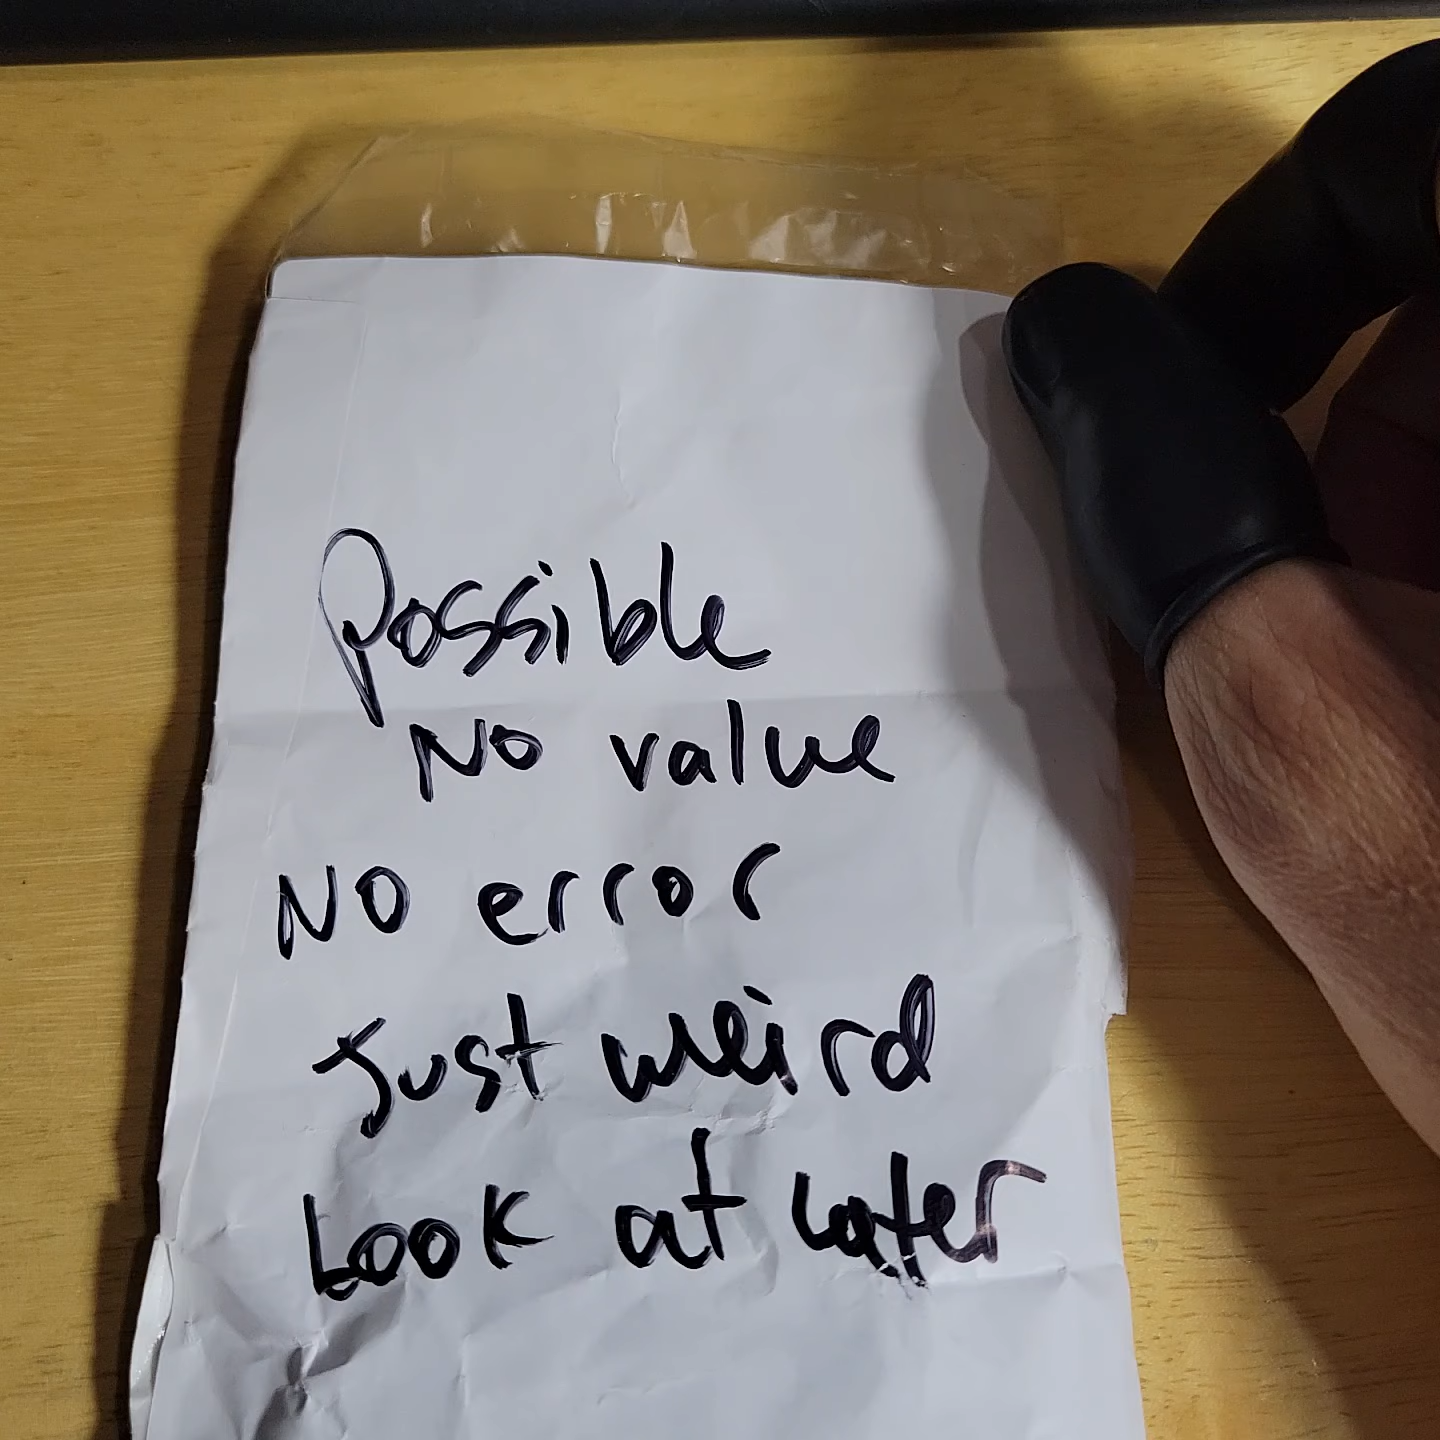 Possible
No value
No error
Just weird
Look at Later